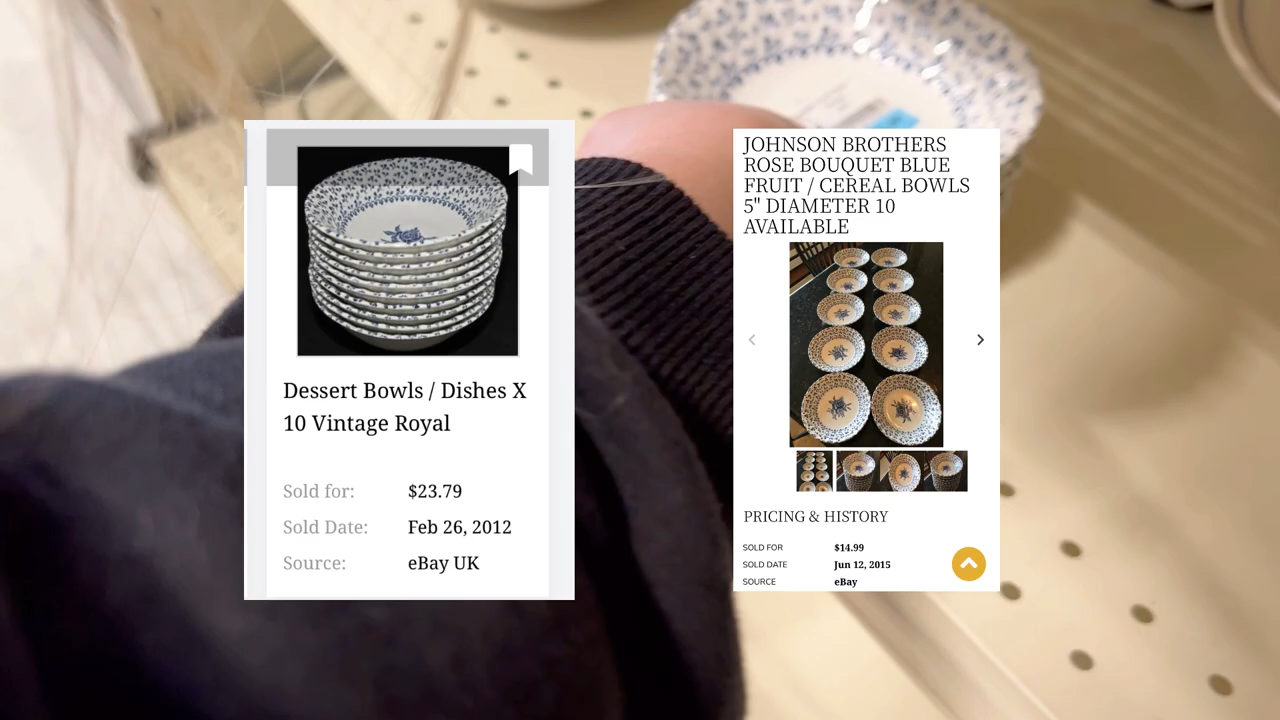 Dessert Bowls / Dishes X
10 Vintage Royal
Sold for: $23.79
Sold Date: Feb 26, 2012
Source: eBay UK
JOHNSON BROTHERS
ROSE BOUQUET BLUE
FRUIT / CEREAL BOWLS
5" DIAMETER 10
AVAILABLE
PRICING & HISTORY
SOLD FOR $14.99
SOLD DATE Jun 12, 2015
SOURCE eBay